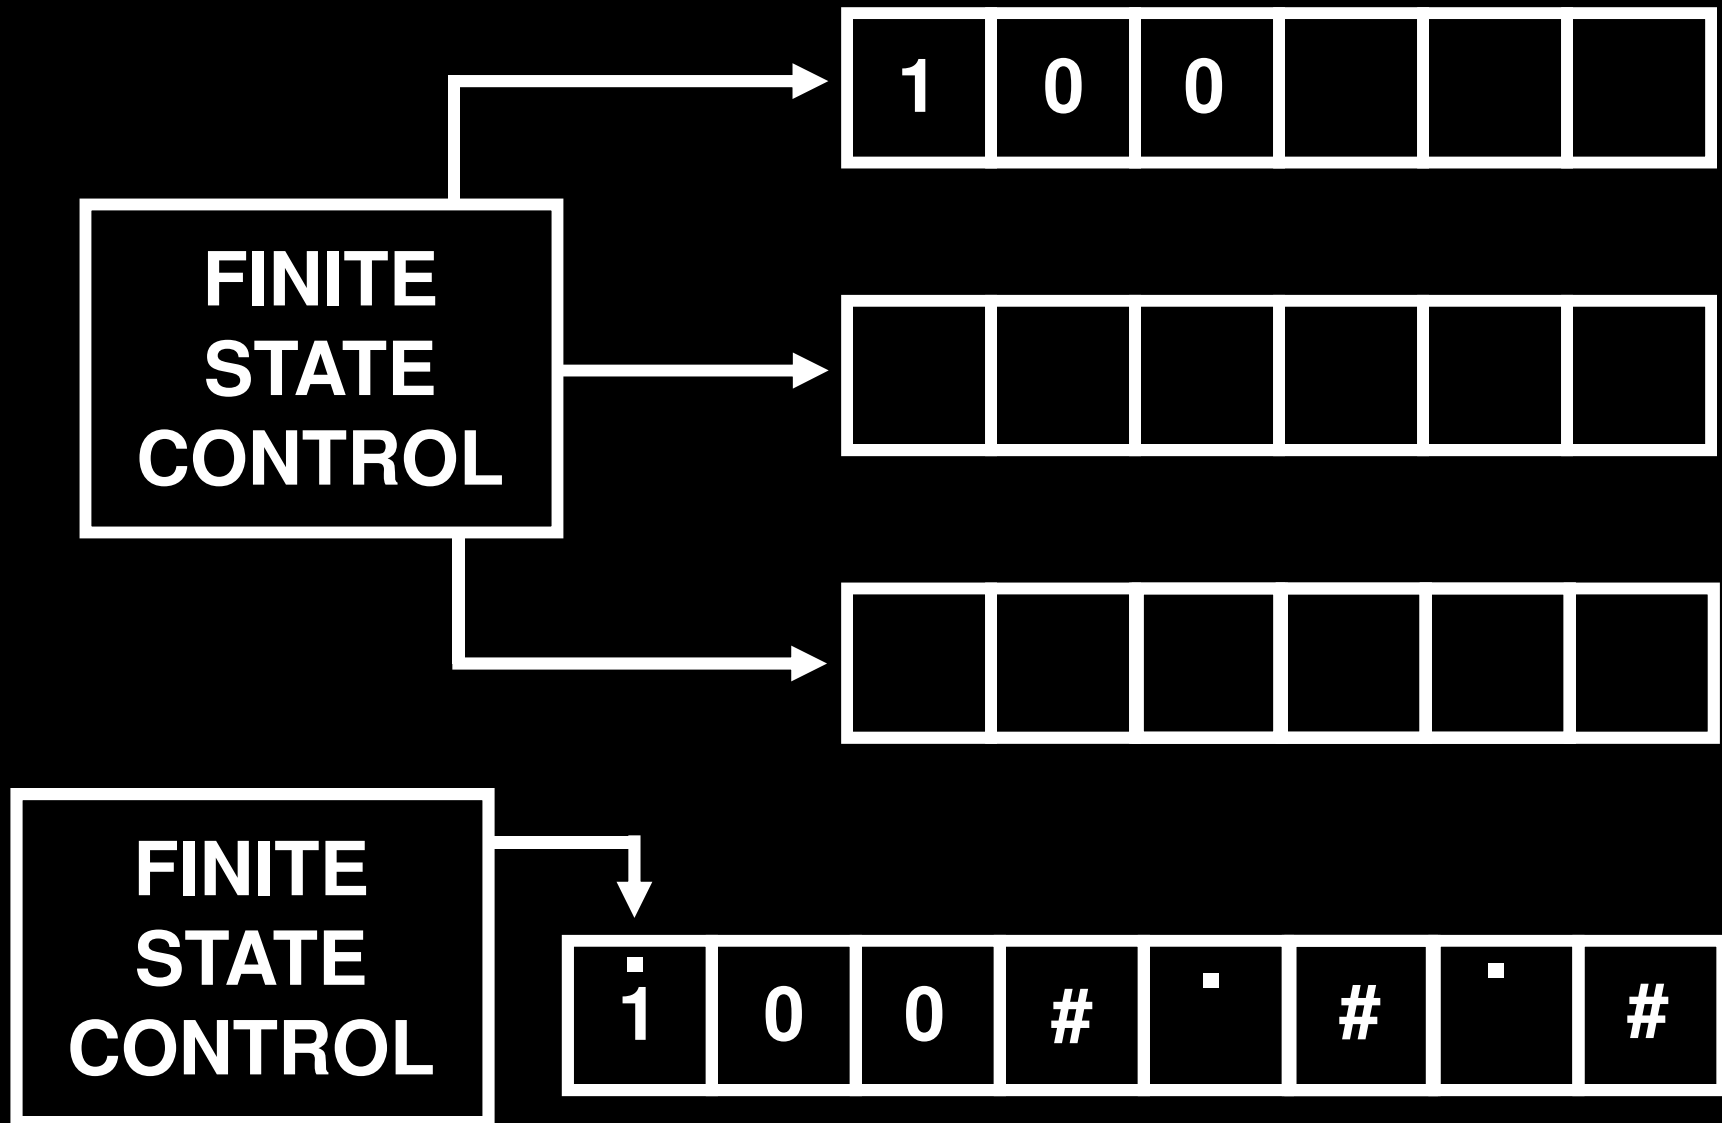 1 0 0
FINITE
STATE
CONTROL
FINITE
STATE
CONTROL
1̇ 0 0 # ˙ # ˙ #